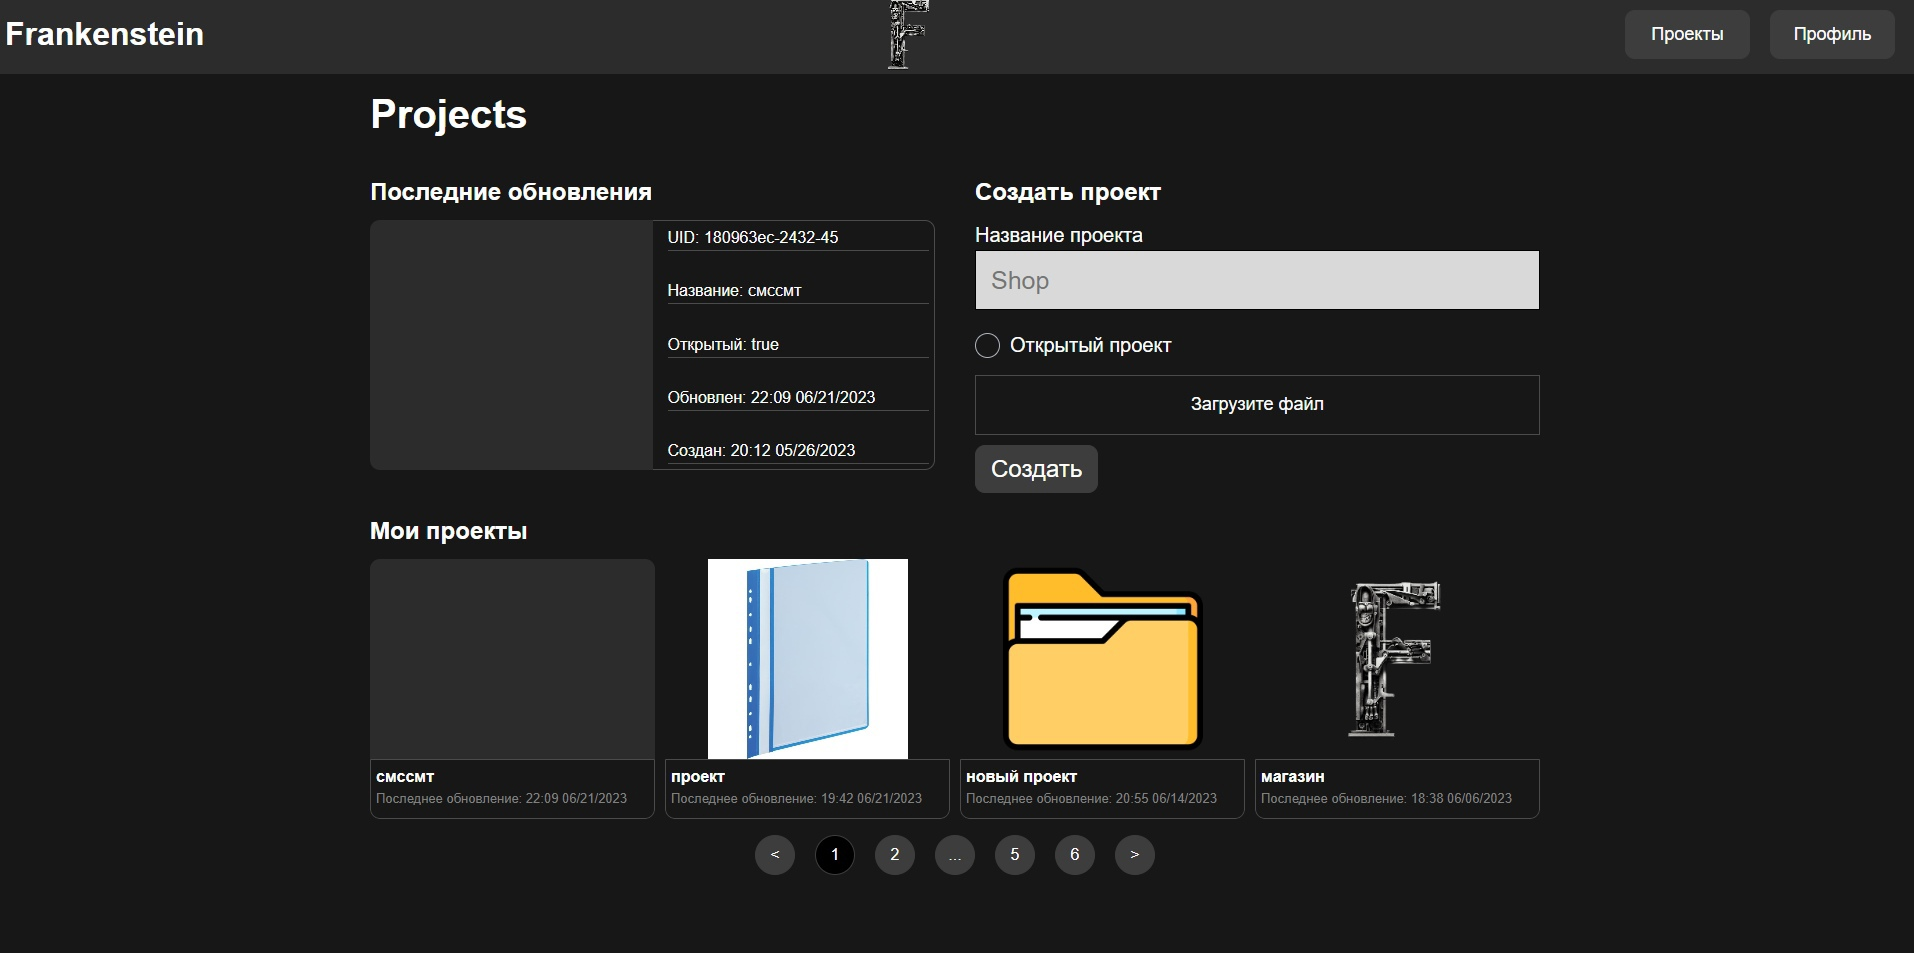 Frankenstein
Проекты
Профиль
Projects
Последние обновления
UID: 180963ec-2432-45
Название: смссмт
Открытый: true
Обновлен: 22:09 06/21/2023
Создан: 20:12 05/26/2023
Создать проект
Название проекта
Shop
Открытый проект
Загрузите файл
Создать
Мои проекты
смссмт
Последнее обновление: 22:09 06/21/2023
проект
Последнее обновление: 19:42 06/21/2023
новый проект
Последнее обновление: 20:55 06/14/2023
магазин
Последнее обновление: 18:38 06/06/2023
< 1 2 ... 5 6 >